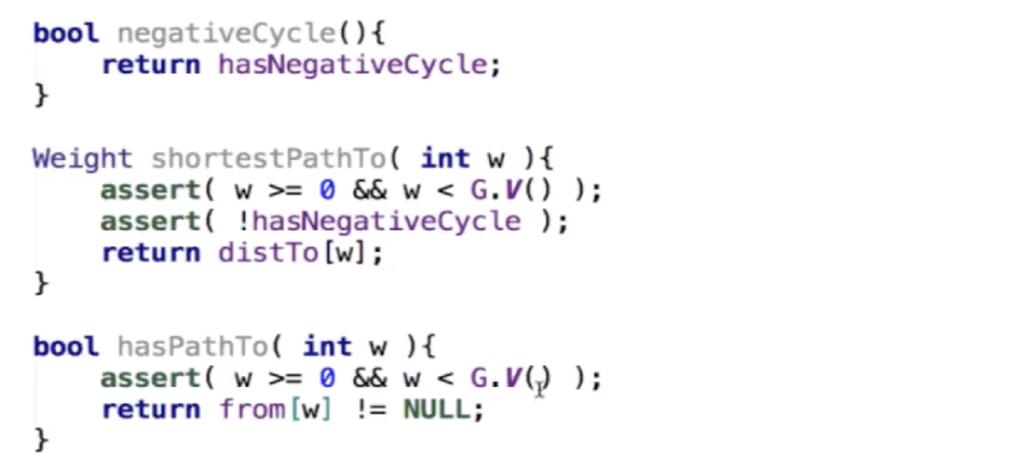 bool negativeCycle(){
    return hasNegativeCycle;
}
Weight shortestPathTo( int w ){
    assert( w >= 0 && w < G.V() );
    assert( !hasNegativeCycle );
    return distTo[w];
}
bool hasPathTo( int w ){
    assert( w >= 0 && w < G.V() );
    return from[w] != NULL;
}